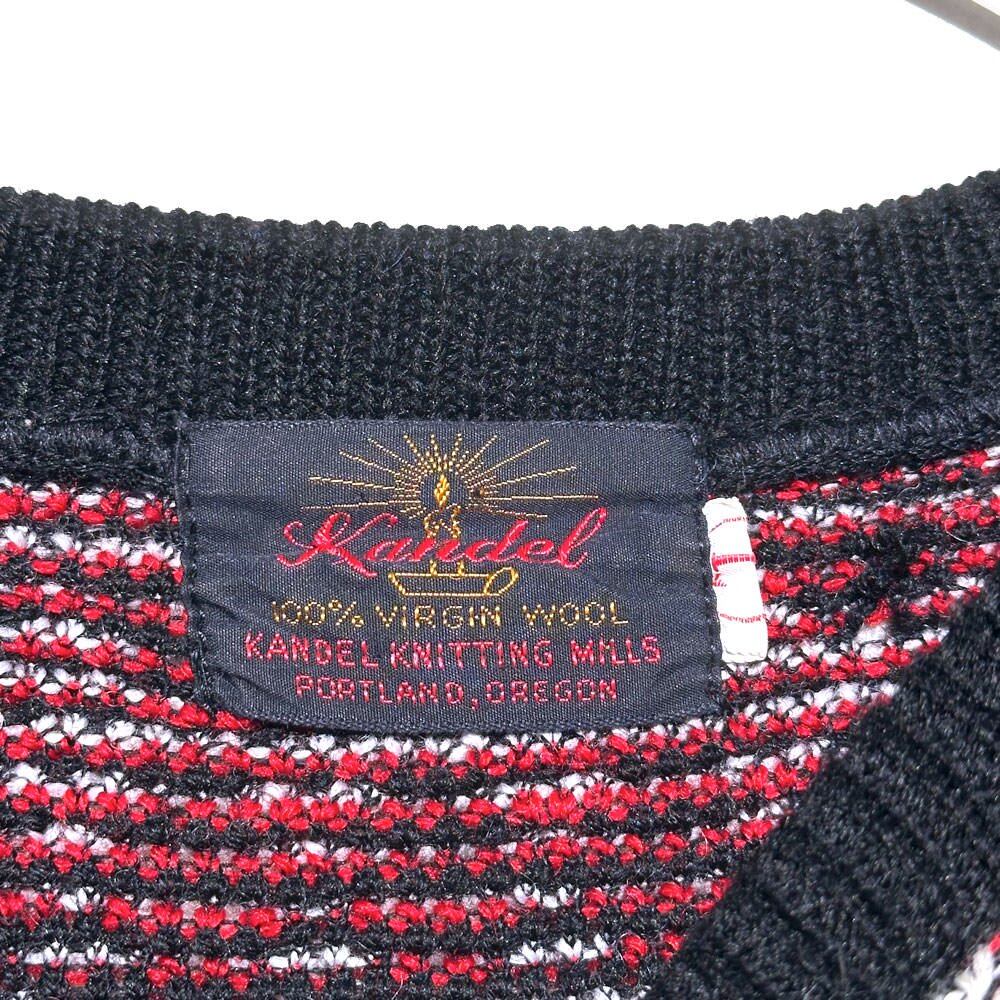 Kandel
100% VIRGIN WOOL
KANDEL KNITTING MILLS
PORTLAND, OREGON